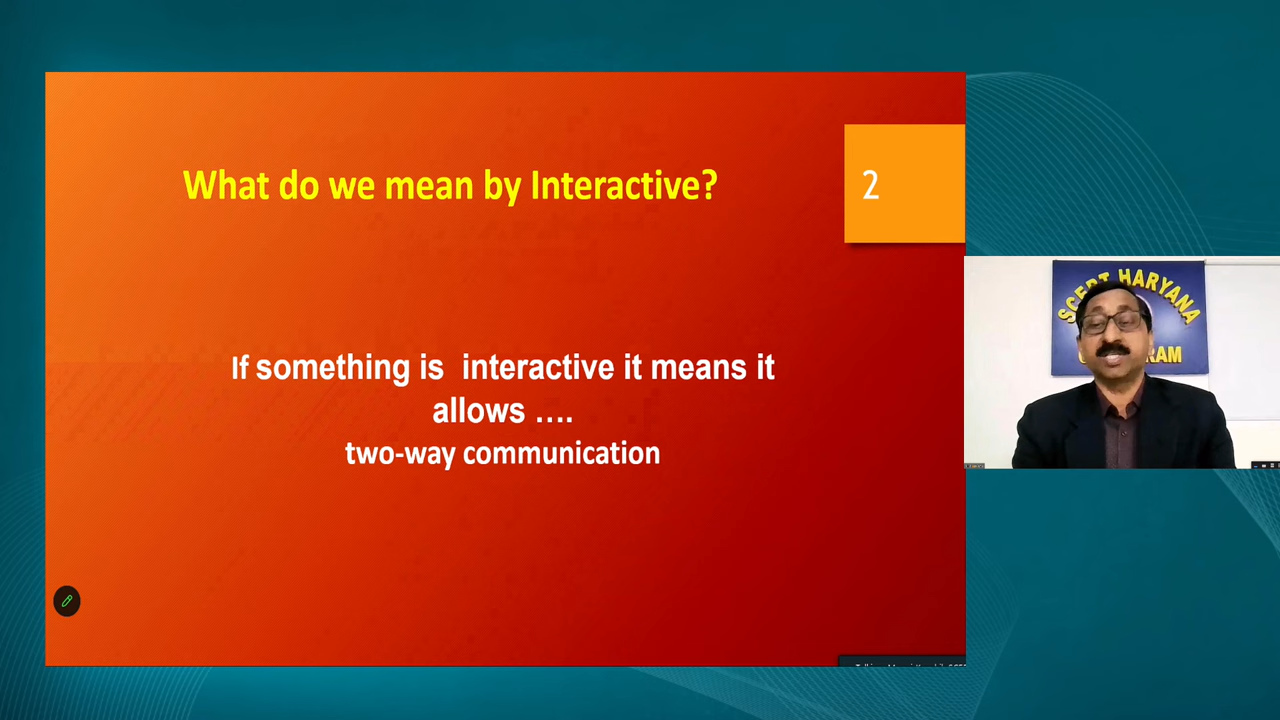 What do we mean by Interactive?
2
If something is  interactive it means it
allows ....
two-way communication
SCERT HARYANA
RAM